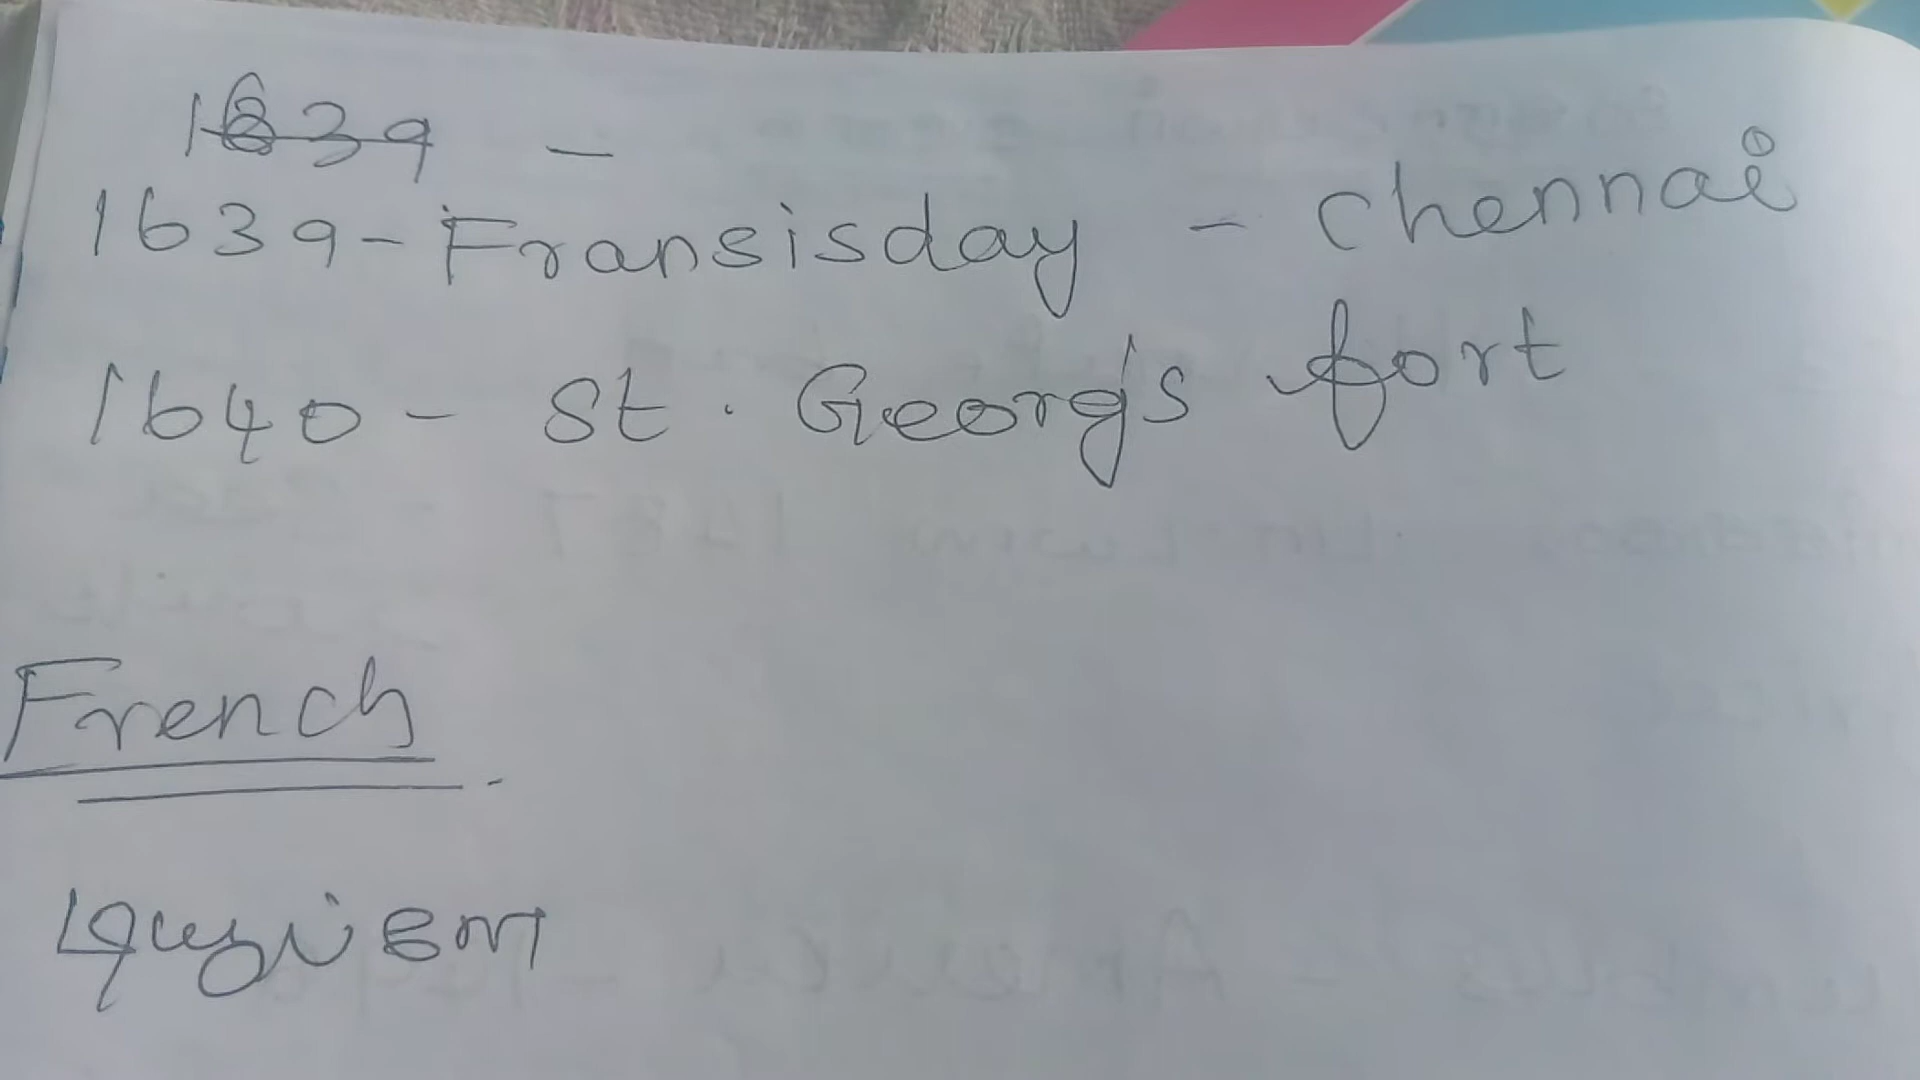 1639 -
1639 - Fransisday - Chennai
1640 - St. Georg's fort
French